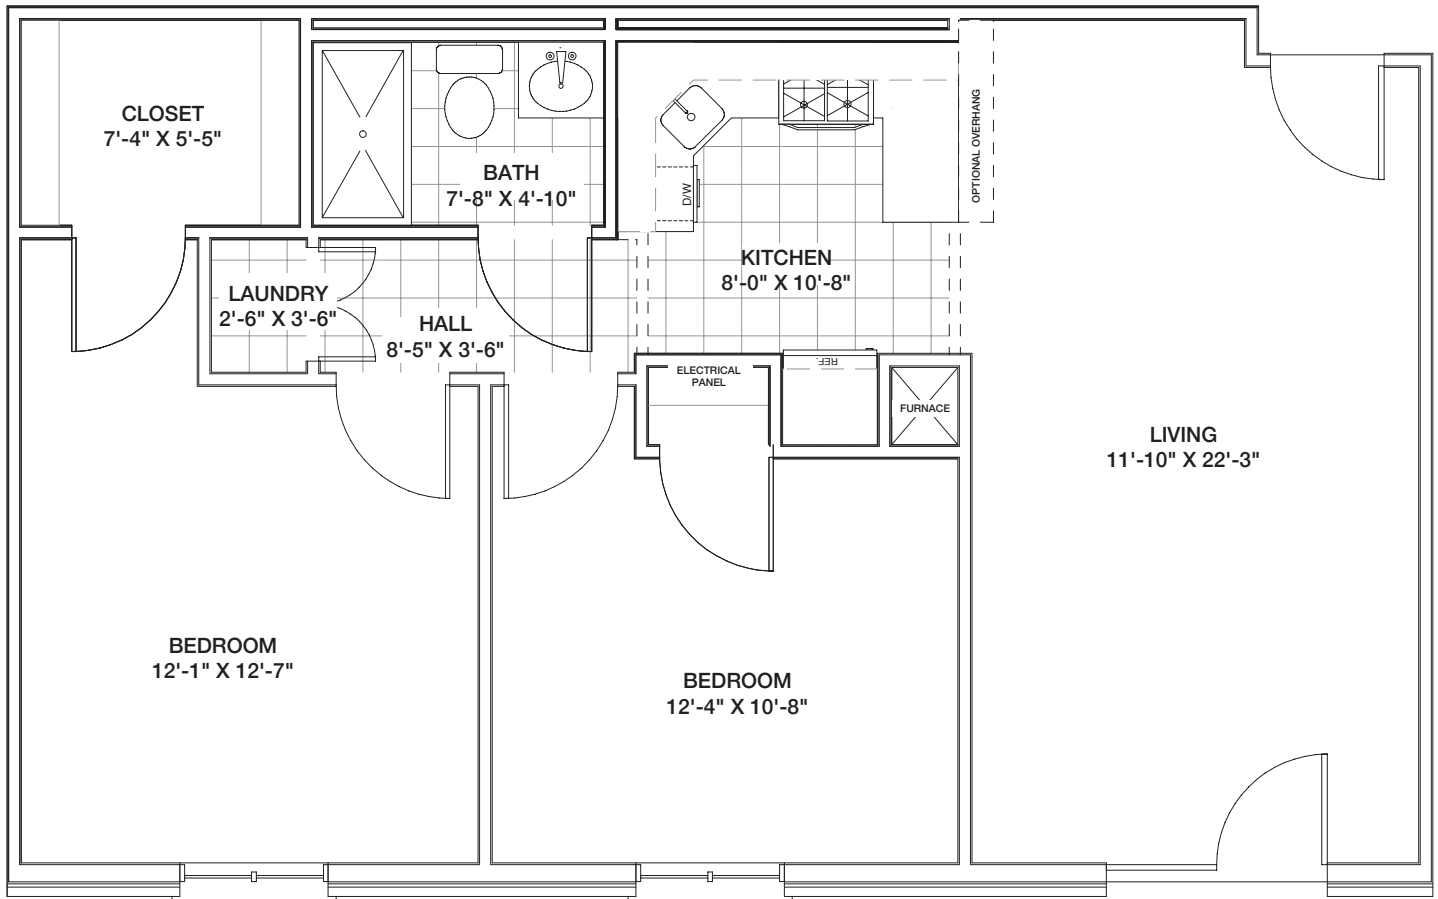 CLOSET
7'-4" X 5'-5"
BATH
7'-8" X 4'-10"
D/W
OPTIONAL OVERHANG
KITCHEN
8'-0" X 10'-8"
LAUNDRY
2'-6" X 3'-6"
HALL
8'-5" X 3'-6"
ELECTRICAL
PANEL
REF.
FURNACE
LIVING
11'-10" X 22'-3"
BEDROOM
12'-1" X 12'-7"
BEDROOM
12'-4" X 10'-8"